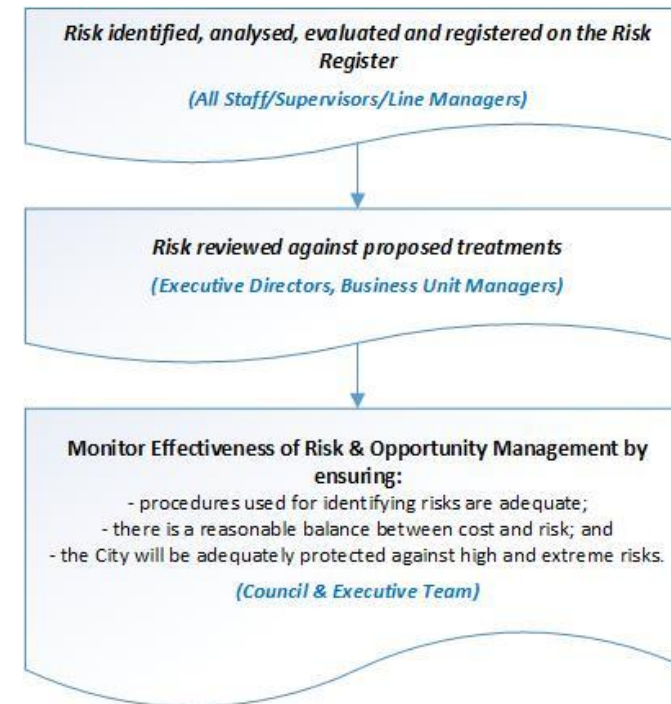 Risk identified, analysed, evaluated and registered on the Risk
Register
(All Staff/Supervisors/Line Managers)
Risk reviewed against proposed treatments
(Executive Directors, Business Unit Managers)
Monitor Effectiveness of Risk & Opportunity Management by
ensuring:
- procedures used for identifying risks are adequate;
- there is a reasonable balance between cost and risk; and
- the City will be adequately protected against high and extreme risks.
(Council & Executive Team)